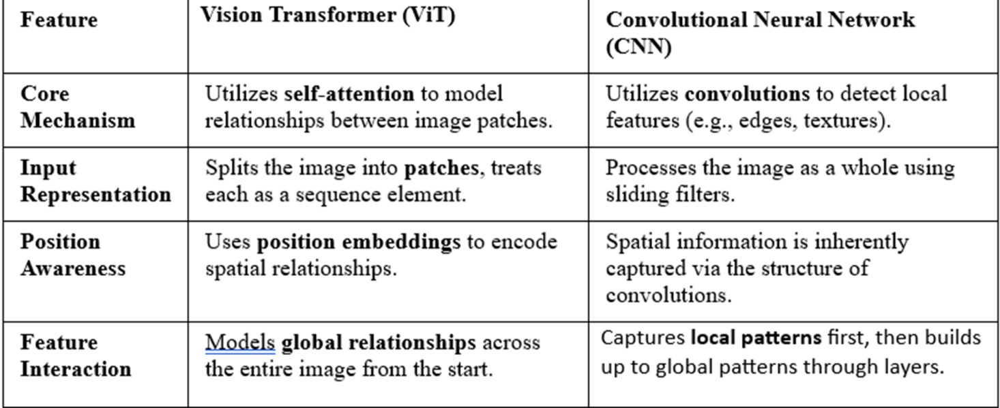 Feature
Vision Transformer (ViT)
Convolutional Neural Network
(CNN)
Core
Mechanism
Utilizes self-attention to model
relationships between image patches.
Utilizes convolutions to detect local
features (e.g., edges, textures).
Input
Representation
Splits the image into patches, treats
each as a sequence element.
Processes the image as a whole using
sliding filters.
Position
Awareness
Uses position embeddings to encode
spatial relationships.
Spatial information is inherently
captured via the structure of
convolutions.
Feature
Interaction
Models global relationships across
the entire image from the start.
Captures local patterns first, then builds
up to global patterns through layers.